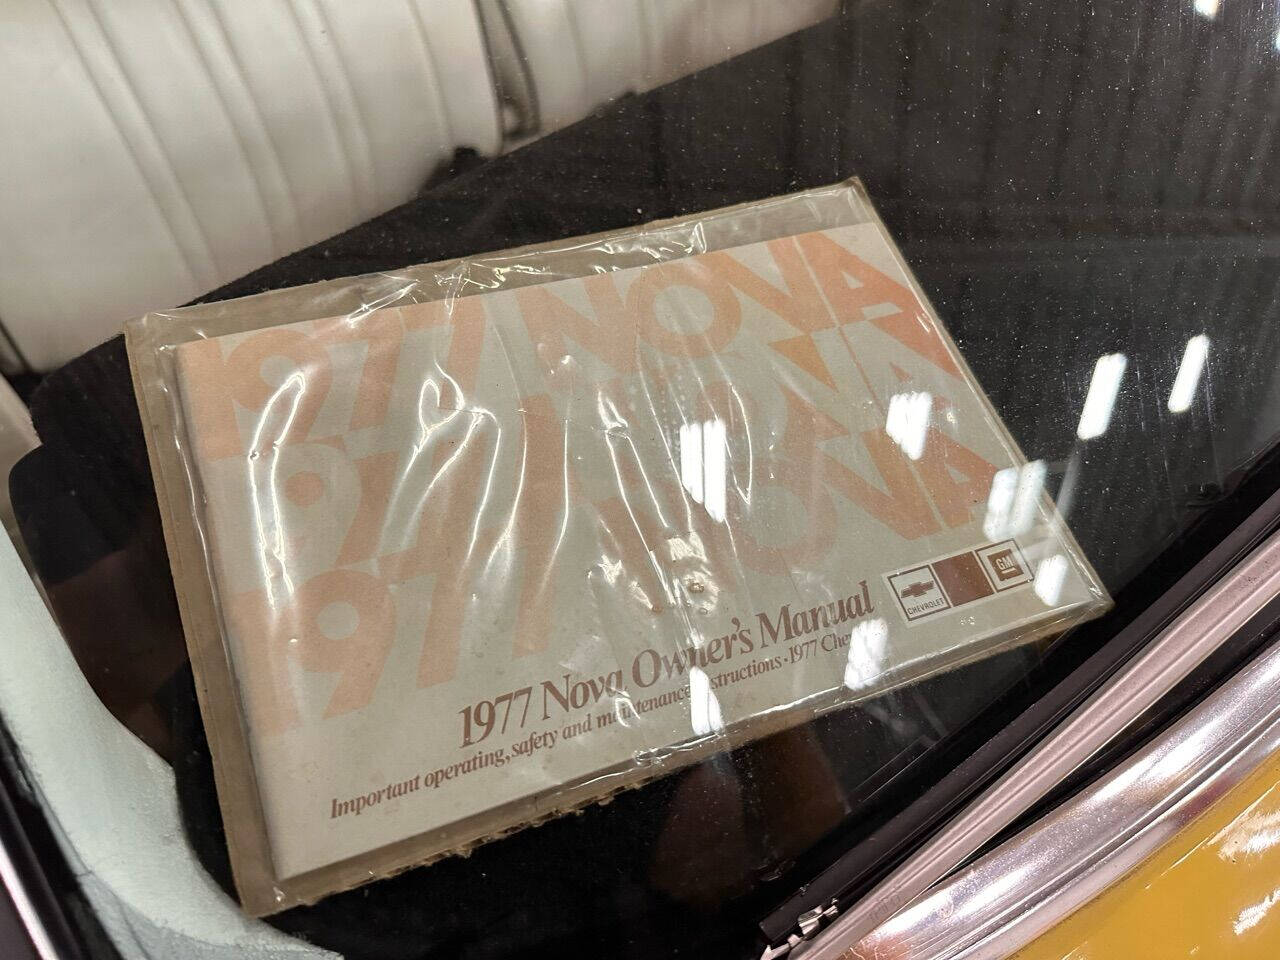 1977 NOVA
1977 NOVA
1977 NOVA
1977 Nova Owner's Manual
Important operating, safety and maintenance instructions • 1977
CHEVROLET
GM